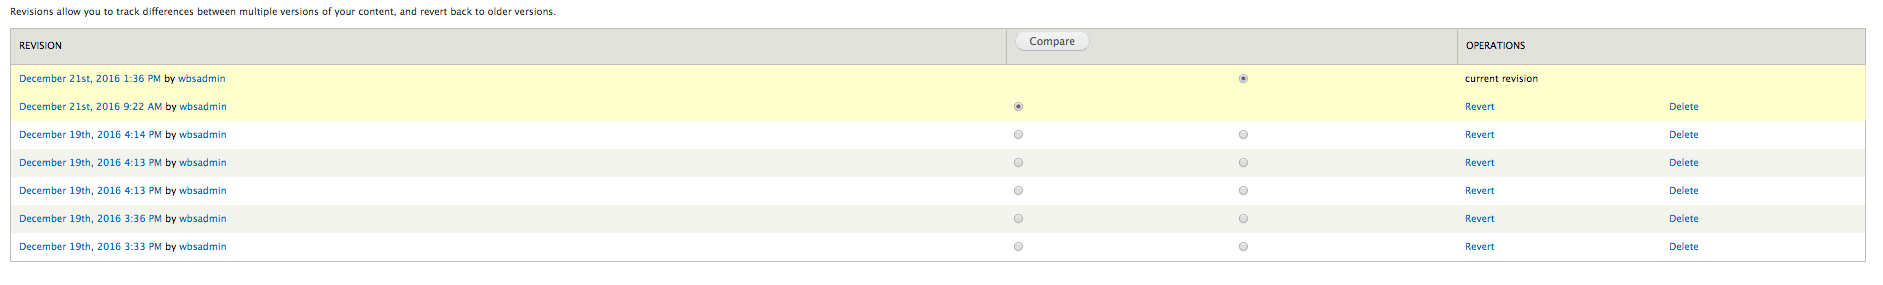 Revisions allow you to track differences between multiple versions of your content, and revert back to older versions.
REVISION Compare OPERATIONS
December 21st, 2016 1:36 PM by wbsadmin current revision
December 21st, 2016 9:22 AM by wbsadmin Revert Delete
December 19th, 2016 4:14 PM by wbsadmin Revert Delete
December 19th, 2016 4:13 PM by wbsadmin Revert Delete
December 19th, 2016 4:13 PM by wbsadmin Revert Delete
December 19th, 2016 3:36 PM by wbsadmin Revert Delete
December 19th, 2016 3:33 PM by wbsadmin Revert Delete